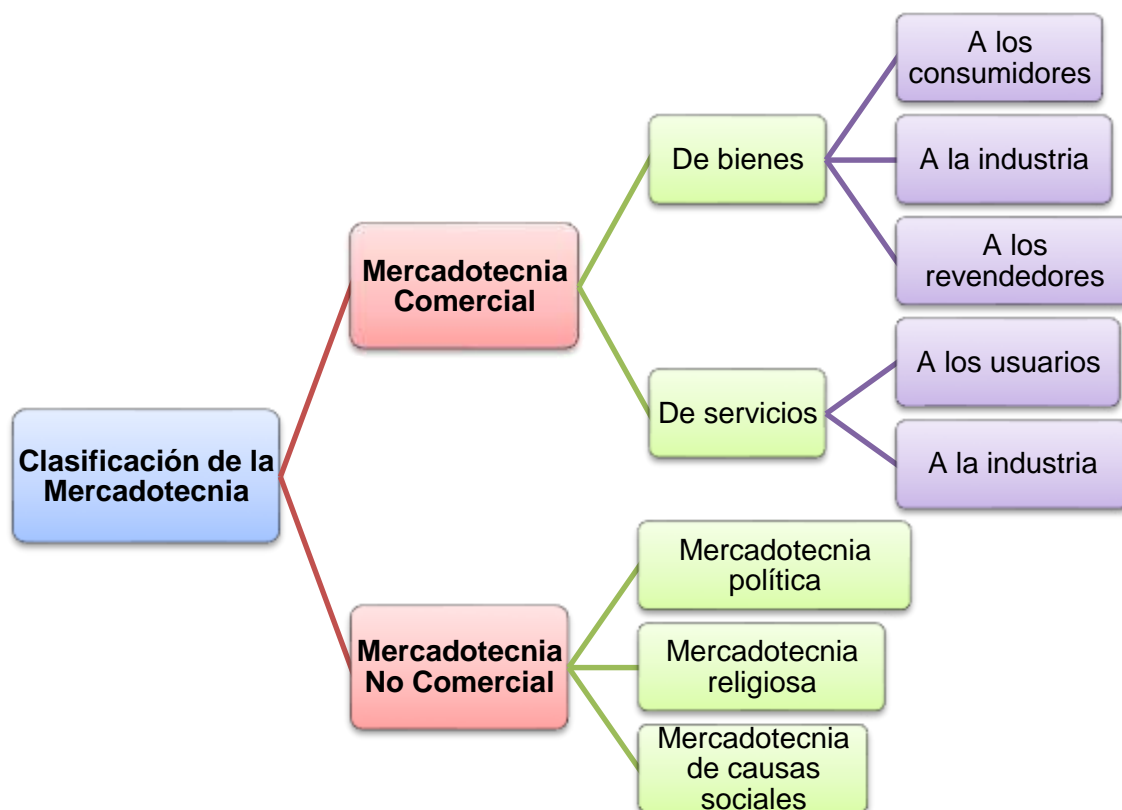 Clasificación de la
Mercadotecnia
Mercadotecnia
Comercial
De bienes
A los
consumidores
A la industria
A los
revendedores
De servicios
A los usuarios
A la industria
Mercadotecnia
No Comercial
Mercadotecnia
política
Mercadotecnia
religiosa
Mercadotecnia
de causas
sociales